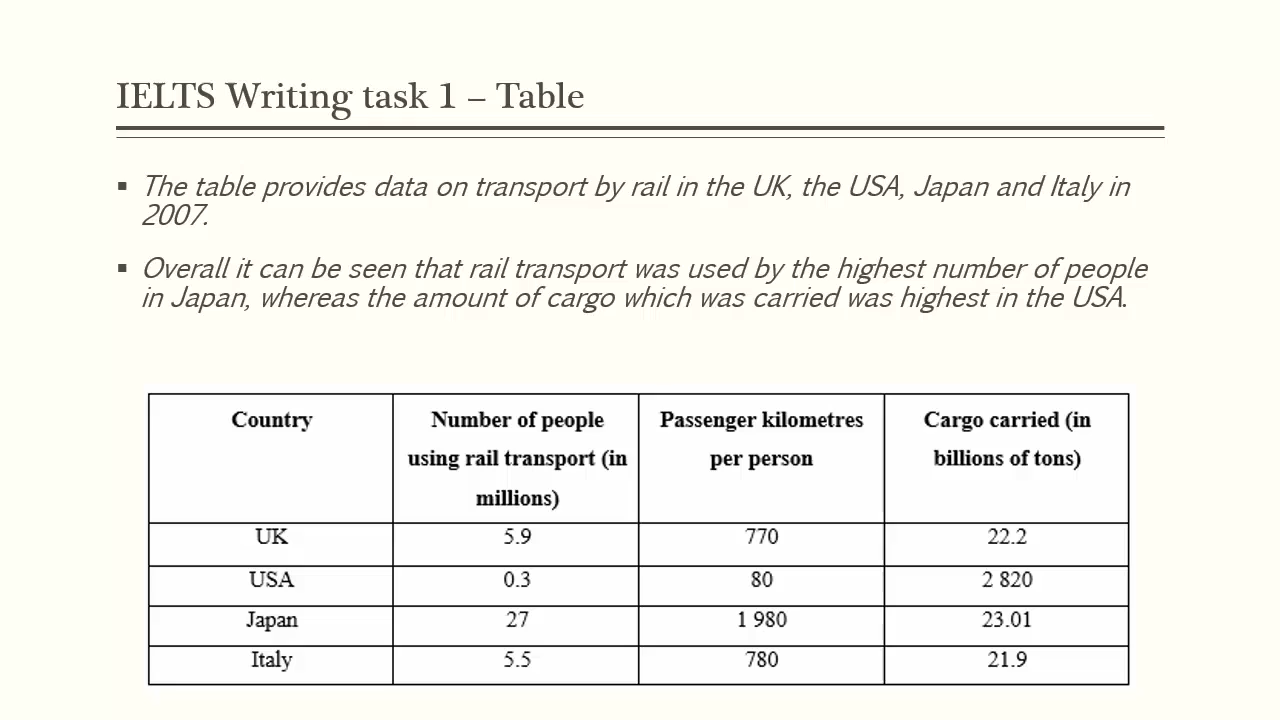 IELTS Writing task 1 – Table
▪ The table provides data on transport by rail in the UK, the USA, Japan and Italy in
2007.
▪ Overall it can be seen that rail transport was used by the highest number of people
in Japan, whereas the amount of cargo which was carried was highest in the USA.
Country Number of people Passenger kilometres Cargo carried (in
using rail transport (in per person billions of tons)
millions)
UK 5.9 770 22.2
USA 0.3 80 2 820
Japan 27 1 980 23.01
Italy 5.5 780 21.9